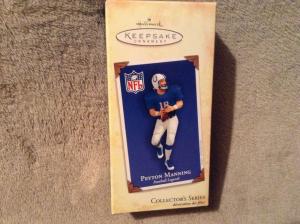 Hallmark
KEEPSAKE
ORNAMENT
NFL
18
PEYTON MANNING
Football Legends
COLLECTOR'S SERIES